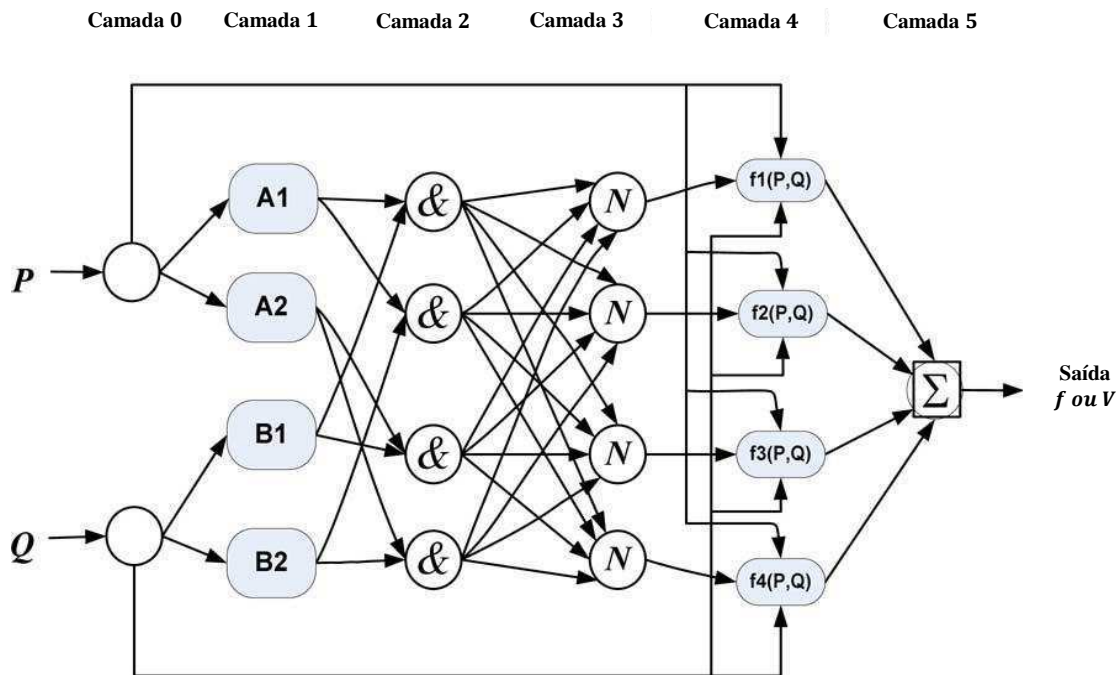 Camada 0
Camada 1
Camada 2
Camada 3
Camada 4
Camada 5
P
Q
A1
A2
B1
B2
&
&
&
&
N
N
N
N
f1(P,Q)
f2(P,Q)
f3(P,Q)
f4(P,Q)
Σ
Saída
f ou V